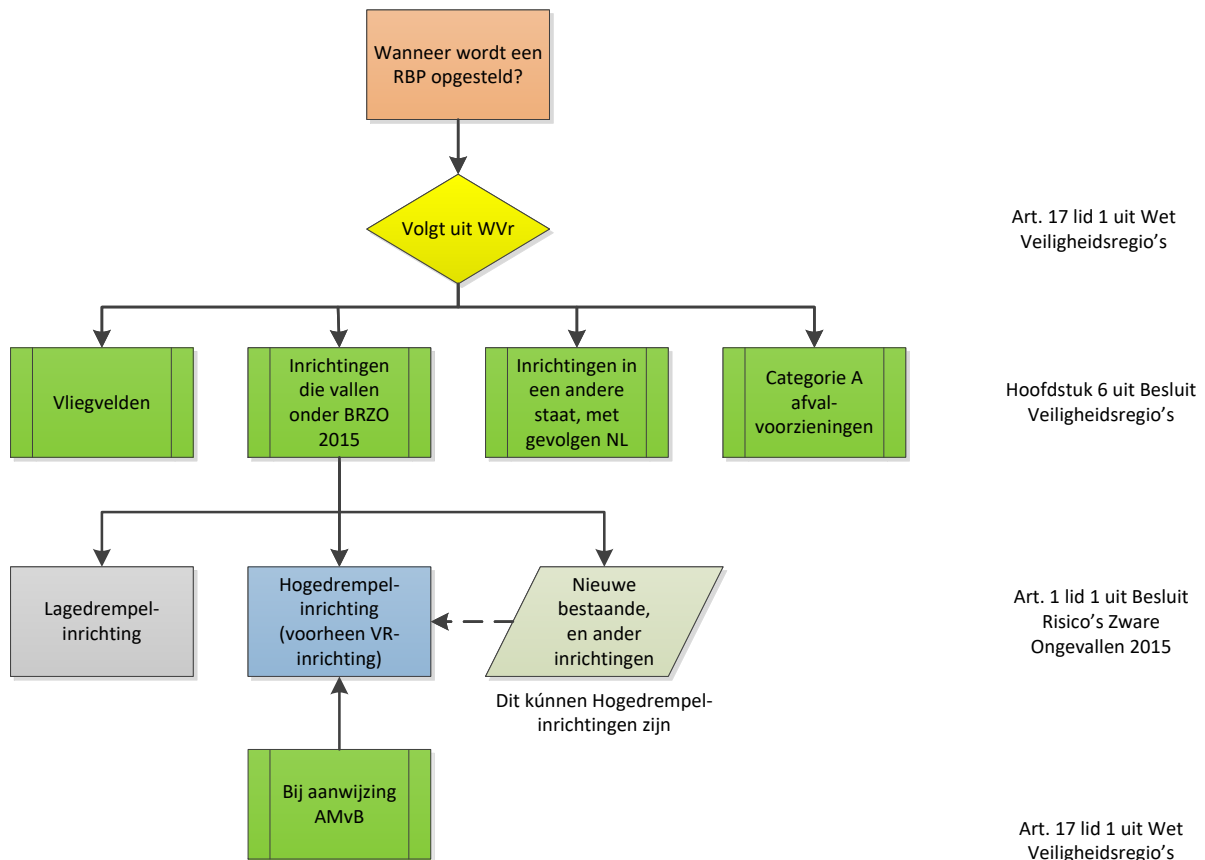 Wanneer wordt een
RBP opgesteld?
Volgt uit WVr
Art. 17 lid 1 uit Wet
Veiligheidsregio’s
Vliegvelden
Inrichtingen
die vallen
onder BRZO
2015
Inrichtingen in
een andere
staat, met
gevolgen NL
Categorie A
afval-
voorzieningen
Hoofdstuk 6 uit Besluit
Veiligheidsregio’s
Lagedrempel-
inrichting
Hogedrempel-
inrichting
(voorheen VR-
inrichting)
Nieuwe
bestaande,
en ander
inrichtingen
Art. 1 lid 1 uit Besluit
Risico’s Zware
Ongevallen 2015
Dit kúnnen Hogedrempel-
inrichtingen zijn
Bij aanwijzing
AMvB
Art. 17 lid 1 uit Wet
Veiligheidsregio’s